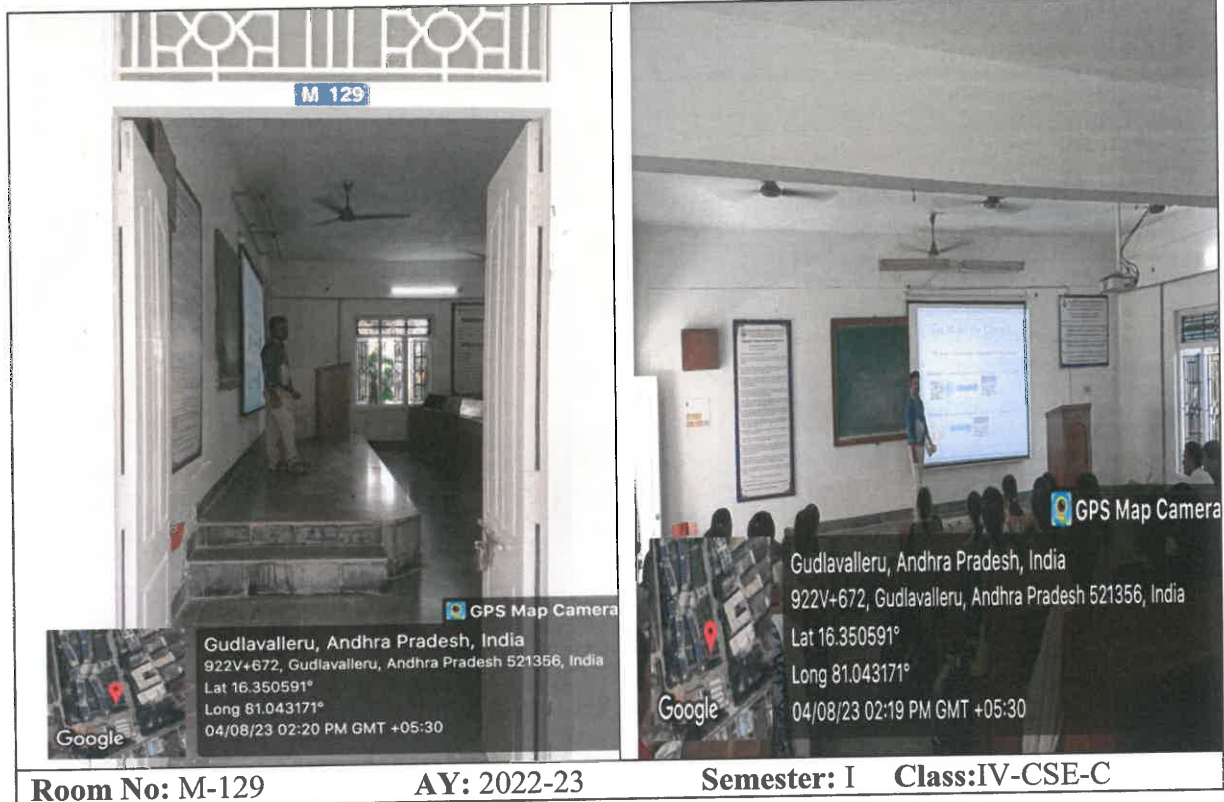 M 129
GPS Map Camera
Gudlavalleru, Andhra Pradesh, India
922V+672, Gudlavalleru, Andhra Pradesh 521356, India
Lat 16.350591°
Long 81.043171°
04/08/23 02:20 PM GMT +05:30
Google
GPS Map Camera
Gudlavalleru, Andhra Pradesh, India
922V+672, Gudlavalleru, Andhra Pradesh 521356, India
Lat 16.350591°
Long 81.043171°
04/08/23 02:19 PM GMT +05:30
Google
Room No: M-129 AY: 2022-23 Semester: I Class:IV-CSE-C